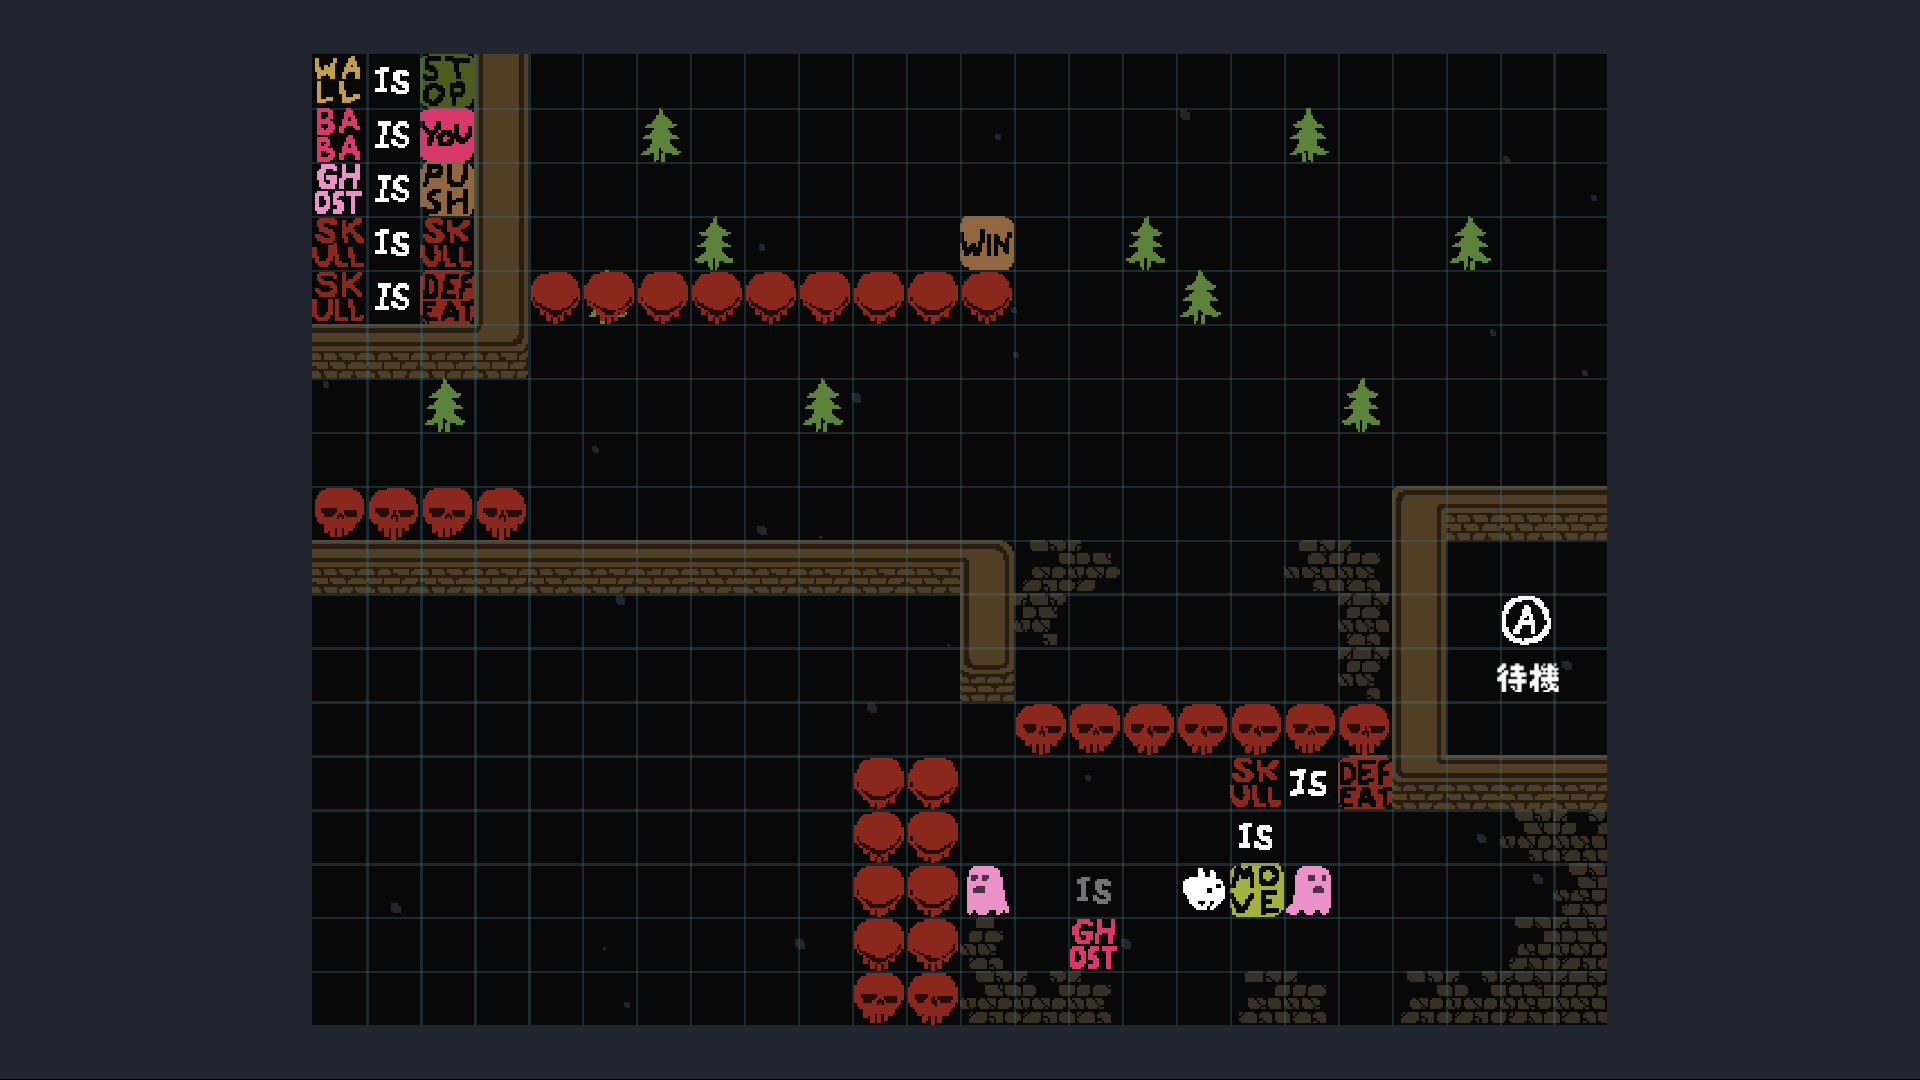 WALL IS STOP
BABA IS YOU
GHOST IS PUSH
SKULL IS SKULL
WIN
SKULL IS DEFEAT
A
待機
SKULL IS DEFEAT
IS
IS MOVE
GHOST